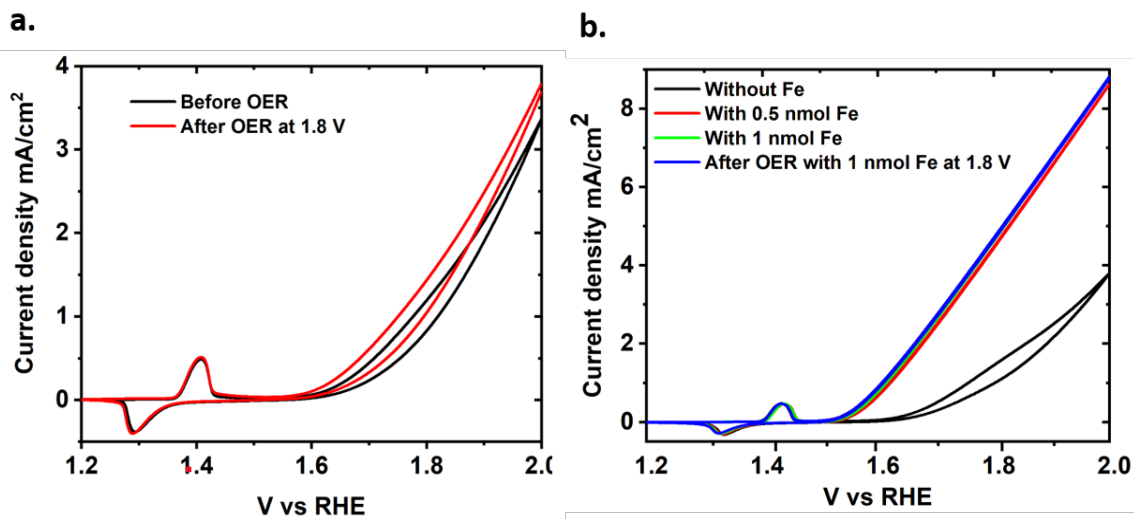 a.
Current density mA/cm²
4
3
2
1
0
Before OER
After OER at 1.8 V
1.2
1.4
1.6
1.8
2.0
V vs RHE
b.
Current density mA/cm²
8
6
4
2
0
Without Fe
With 0.5 nmol Fe
With 1 nmol Fe
After OER with 1 nmol Fe at 1.8 V
1.2
1.4
1.6
1.8
2.0
V vs RHE